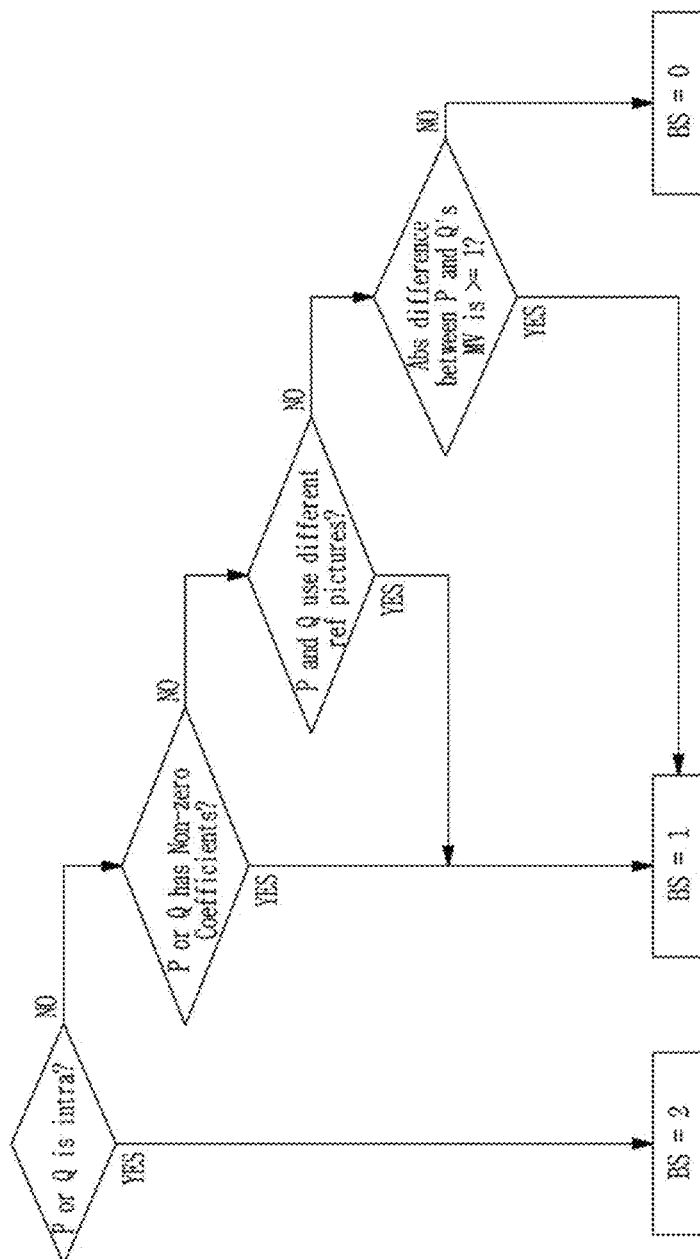 P or Q is intra?
NO
YES
P or Q has Non-zero
Coefficients?
NO
YES
P and Q use different
ref pictures?
NO
YES
Abs difference
between P and Q's
MV is >= 1?
NO
YES
BS = 2
BS = 1
BS = 0